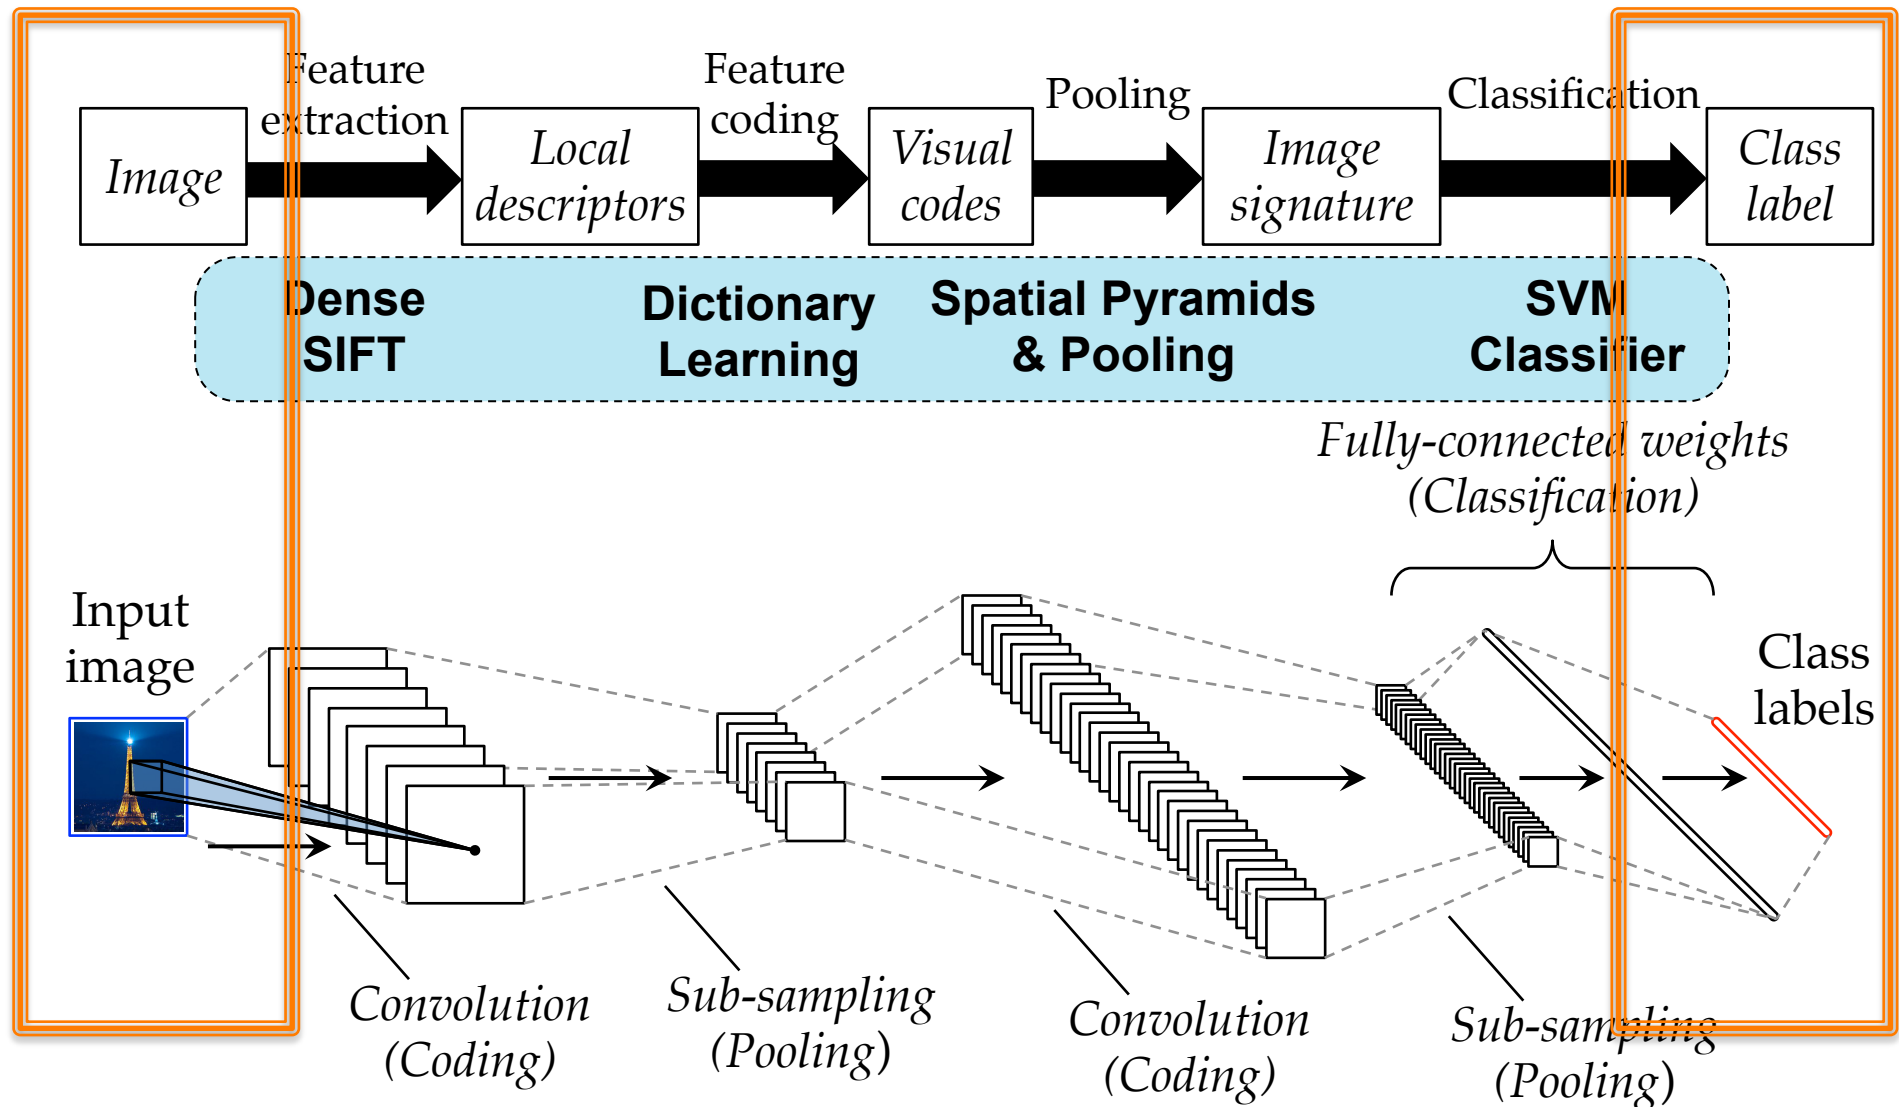 Feature
extraction
Feature
coding
Pooling
Classification
Image
Local
descriptors
Visual
codes
Image
signature
Class
label
Dense
SIFT
Dictionary
Learning
Spatial Pyramids
& Pooling
SVM
Classifier
Fully-connected weights
(Classification)
Input
image
Class
labels
Convolution
(Coding)
Sub-sampling
(Pooling)
Convolution
(Coding)
Sub-sampling
(Pooling)